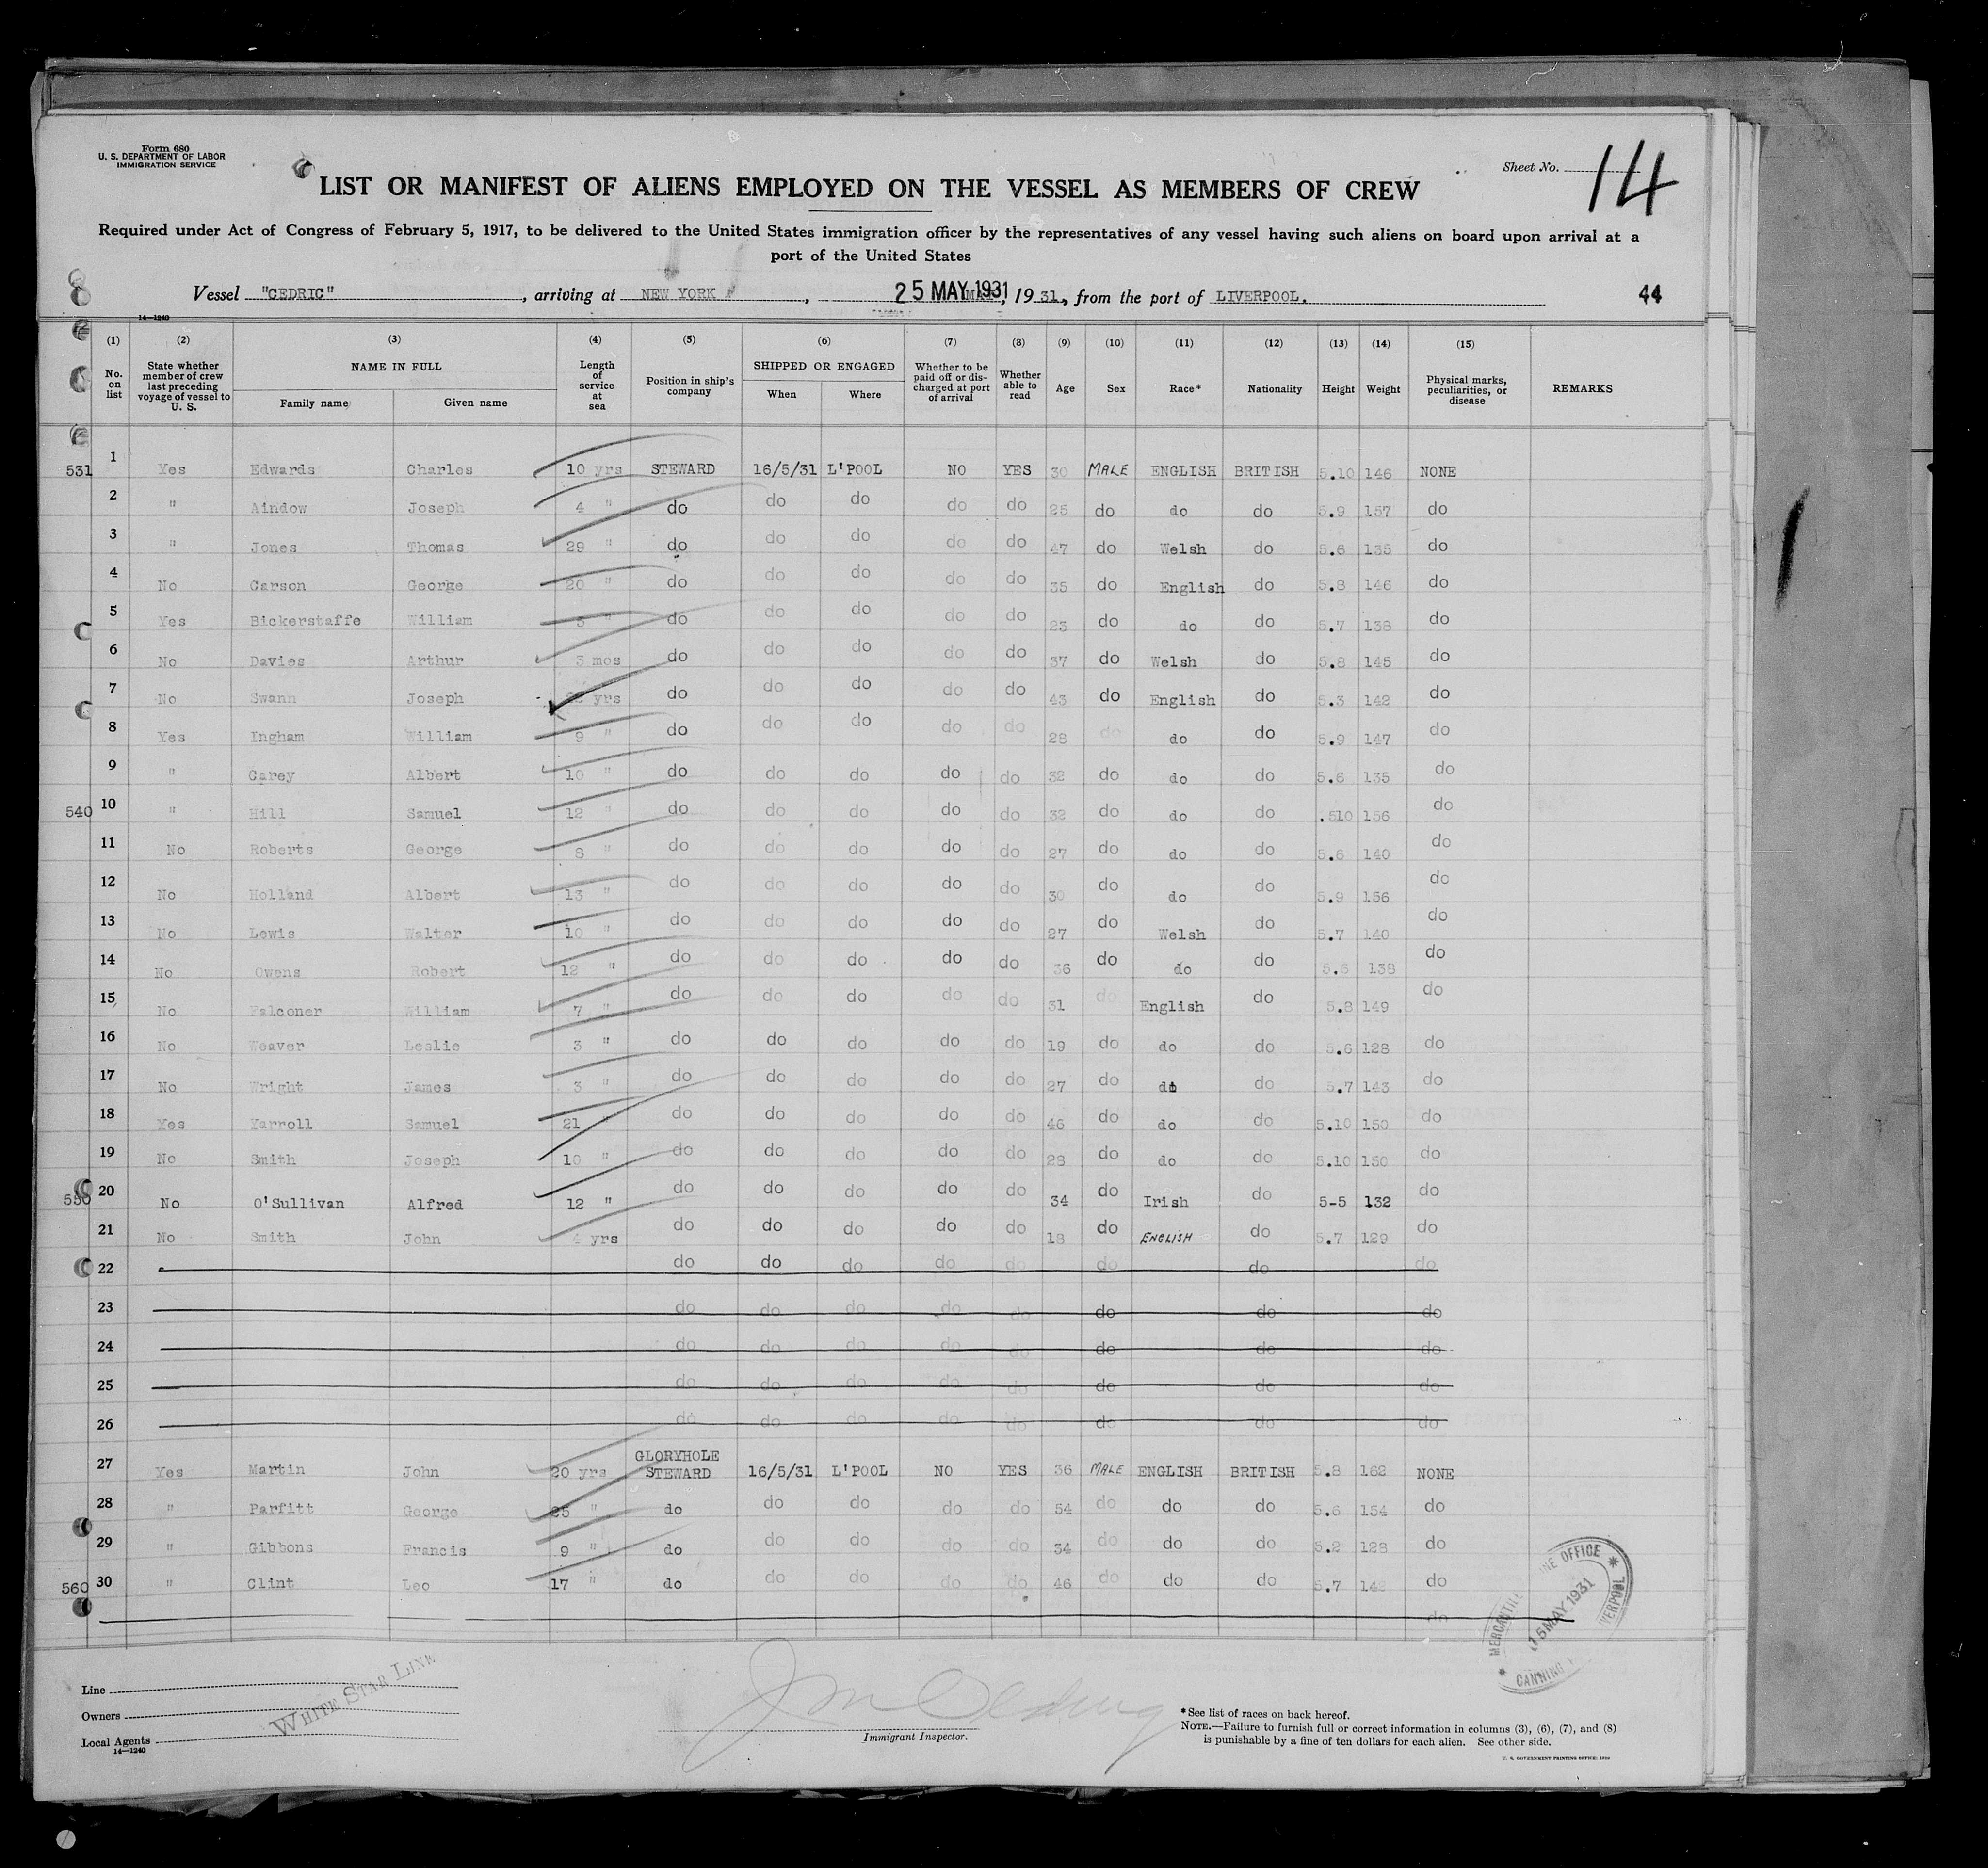 Form 680
U. S. DEPARTMENT OF LABOR
IMMIGRATION SERVICE
Sheet No. 14
LIST OR MANIFEST OF ALIENS EMPLOYED ON THE VESSEL AS MEMBERS OF CREW
Required under Act of Congress of February 5, 1917, to be delivered to the United States immigration officer by the representatives of any vessel having such aliens on board upon arrival at a
port of the United States
Vessel "CEDRIC", arriving at NEW YORK, 25 MAY 1931, 1931, from the port of LIVERPOOL. 44
14—1240
(1) (2) (3) (4) (5) (6) (7) (8) (9) (10) (11) (12) (13) (14) (15)
No. on list State whether member of crew last preceding voyage of vessel to U. S. NAME IN FULL Family name Given name Length of service at sea Position in ship's company SHIPPED OR ENGAGED When Where Whether to be paid off or discharged at port of arrival Whether able to read Age Sex Race* Nationality Height Weight Physical marks, peculiarities, or disease REMARKS
531 1 Yes Edwards Charles 10 yrs STEWARD 16/5/31 L'POOL NO YES 30 MALE ENGLISH BRITISH 5.10 146 NONE
2 " Aindow Joseph 4 " do do do do do 25 do do do 5.9 157 do
3 " Jones Thomas 29 " do do do do do 47 do Welsh do 5.6 135 do
4 No Carson George 20 " do do do do do 35 do English do 5.8 146 do
5 Yes Bickerstaffe William 5 " do do do do do 23 do do do 5.7 138 do
6 No Davies Arthur 3 mos do do do do do 37 do Welsh do 5.8 145 do
7 No Swann Joseph yrs do do do do do 43 do English do 5.3 142 do
8 Yes Ingham William 9 " do do do do do 28 do do do 5.9 147 do
9 " Carey Albert 10 " do do do do do 32 do do do 5.6 135 do
540 10 " Hill Samuel 12 " do do do do do 32 do do do .510 156 do
11 No Roberts George 8 " do do do do do 27 do do do 5.6 140 do
12 No Holland Albert 13 " do do do do do 30 do do do 5.9 156 do
13 No Lewis Walter 10 " do do do do do 27 do Welsh do 5.7 140 do
14 No Owens Robert 12 " do do do do do 36 do do do 5.6 138 do
15 No Falconer William 7 " do do do do do 31 do English do 5.8 149 do
16 No Weaver Leslie 3 " do do do do do 19 do do do 5.6 128 do
17 No Wright James 3 " do do do do do 27 do do do 5.7 143 do
18 Yes Yarroll Samuel 21 " do do do do do 46 do do do 5.10 150 do
19 No Smith Joseph 10 " do do do do do 28 do do do 5.10 150 do
550 20 No O'Sullivan Alfred 12 " do do do do do 34 do Irish do 5-5 132 do
21 No Smith John 4 yrs do do do do do 18 do ENGLISH do 5.7 129 do
22 do do do do do do do do
23 do do do do do do do do
24 do do do do do do do do
25 do do do do do do do do
26 do do do do do do do do
27 Yes Martin John 20 yrs GLORYHOLE STEWARD 16/5/31 L'POOL NO YES 36 MALE ENGLISH BRITISH 5.8 162 NONE
28 " Parfitt George 25 " do do do do do 54 do do do 5.6 154 do
29 " Gibbons Francis 9 " do do do do do 34 do do do 5.2 128 do
560 30 " Clint Leo 17 " do do do do do 46 do do do 5.7 do
do
MERCANTILE MARINE OFFICE
15 MAY 1931
CANNING LIVERPOOL
Line
Owners WHITE STAR LINE
Local Agents
14—1240
Immigrant Inspector.
*See list of races on back hereof.
NOTE.—Failure to furnish full or correct information in columns (3), (6), (7), and (8)
is punishable by a fine of ten dollars for each alien. See other side.